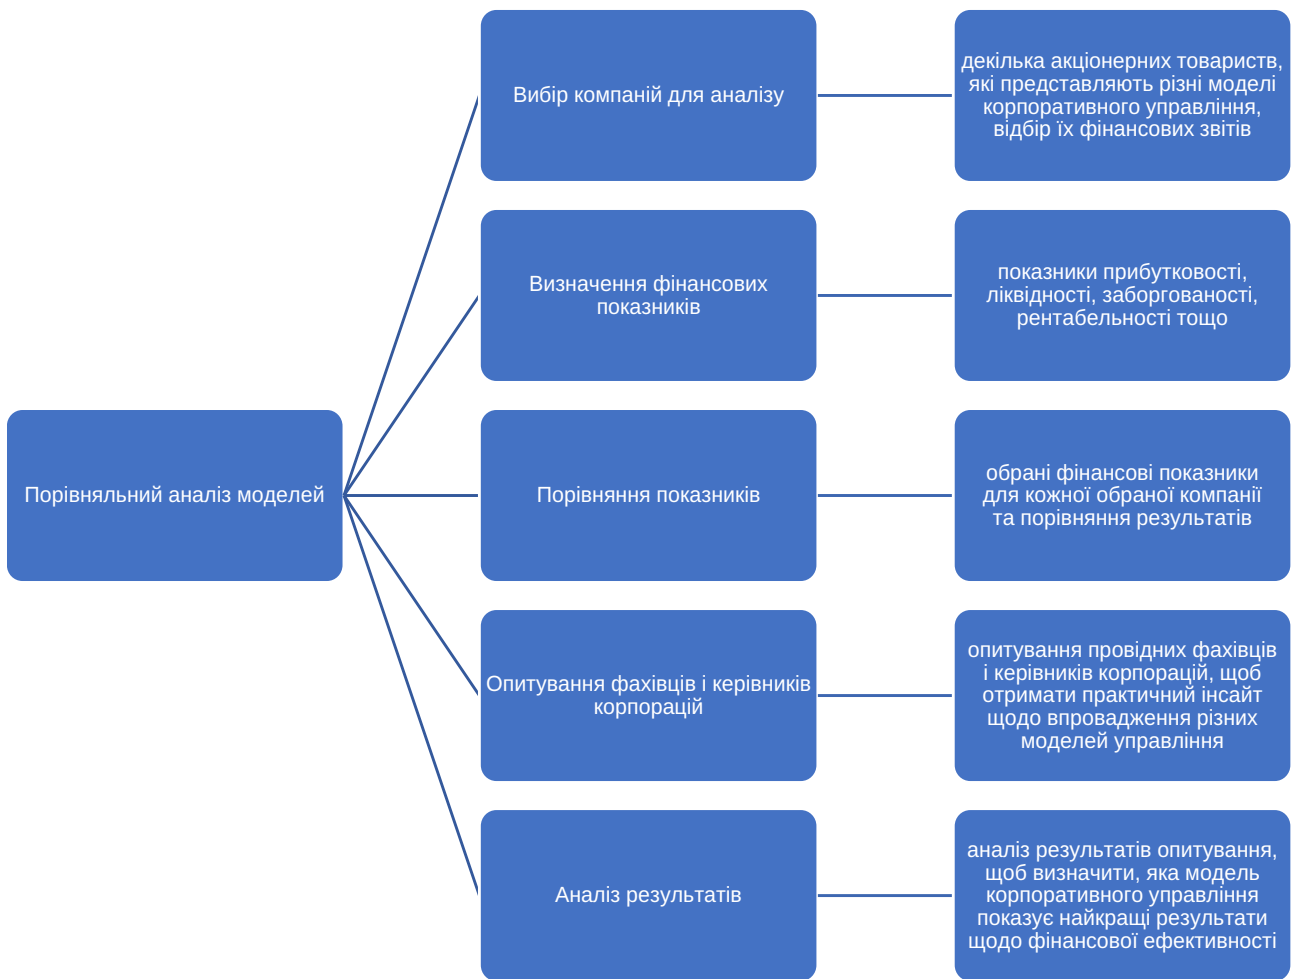 Порівняльний аналіз моделей
Вибір компаній для аналізу
декілька акціонерних товариств,
які представляють різні моделі
корпоративного управління,
відбір їх фінансових звітів
Визначення фінансових
показників
показники прибутковості,
ліквідності, заборгованості,
рентабельності тощо
Порівняння показників
обрані фінансові показники
для кожної обраної компанії
та порівняння результатів
Опитування фахівців і керівників
корпорацій
опитування провідних фахівців
і керівників корпорацій, щоб
отримати практичний інсайт
щодо впровадження різних
моделей управління
Аналіз результатів
аналіз результатів опитування,
щоб визначити, яка модель
корпоративного управління
показує найкращі результати
щодо фінансової ефективності